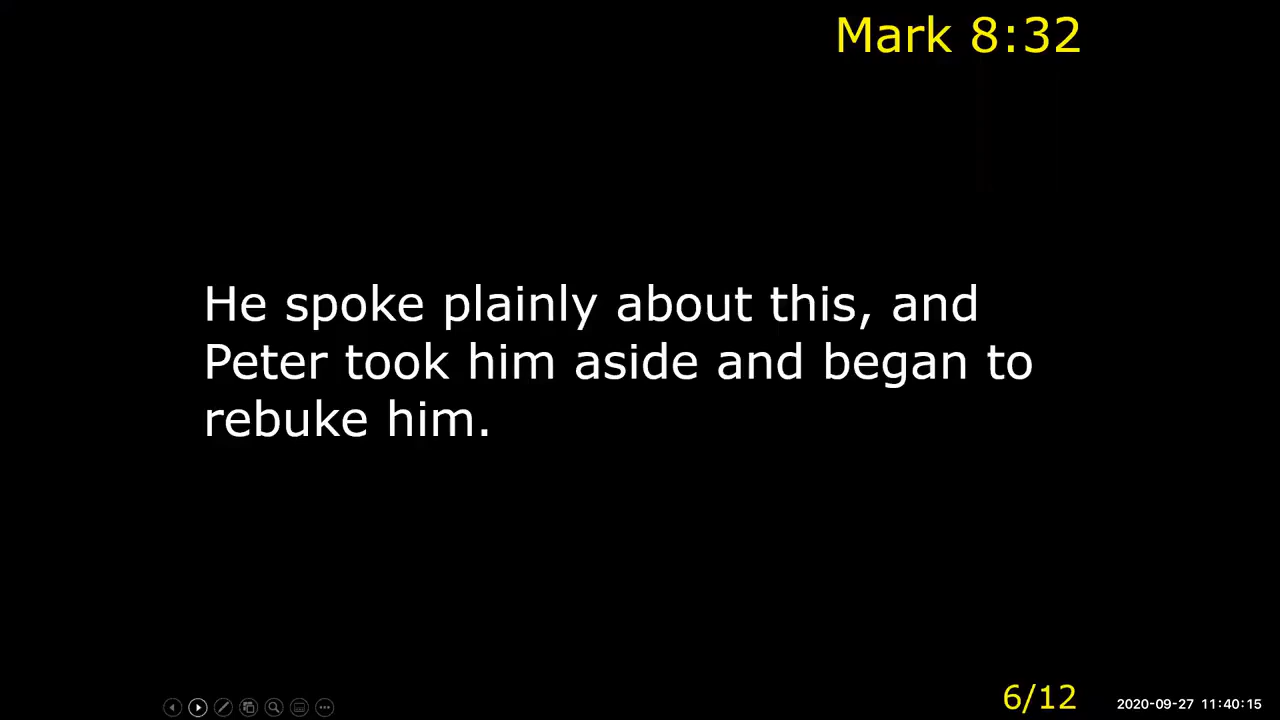 Mark 8:32
He spoke plainly about this, and
Peter took him aside and began to
rebuke him.
6/12
2020-09-27 11:40:15